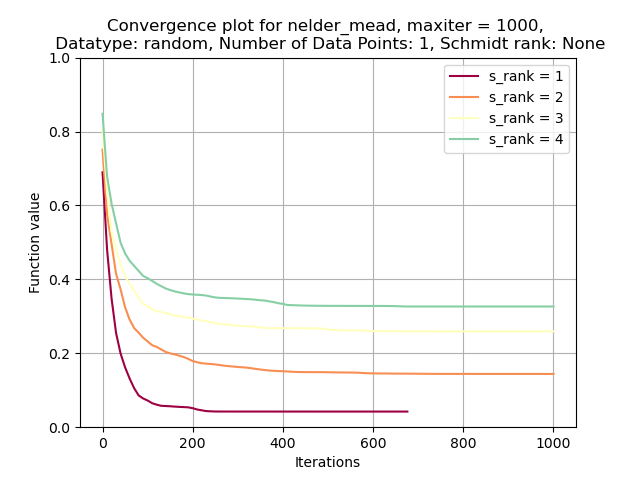 Convergence plot for nelder_mead, maxiter = 1000,
Datatype: random, Number of Data Points: 1, Schmidt rank: None
1.0
0.8
0.6
0.4
0.2
0.0
Function value
s_rank = 1
s_rank = 2
s_rank = 3
s_rank = 4
0 200 400 600 800 1000
Iterations